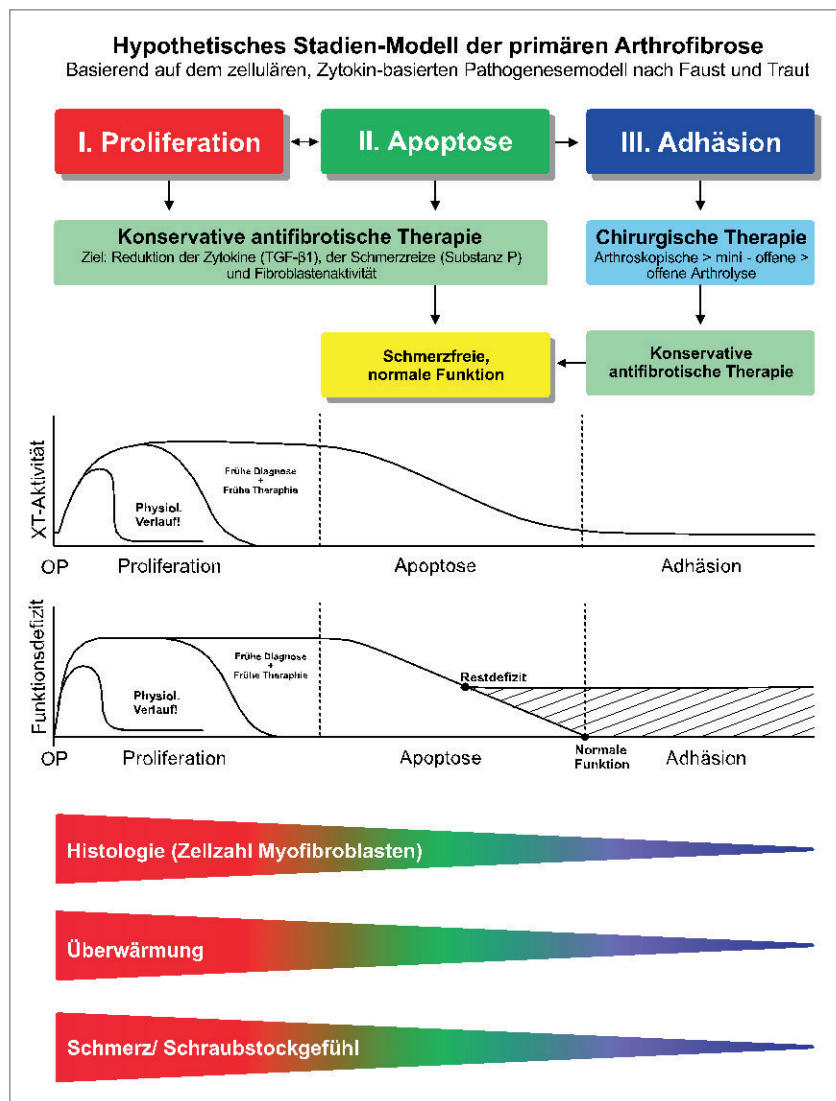 Hypothetisches Stadien-Modell der primären Arthrofibrose
Basierend auf dem zellulären, Zytokin-basierten Pathogenesemodell nach Faust und Traut
I. Proliferation
II. Apoptose
III. Adhäsion
Konservative antifibrotische Therapie
Ziel: Reduktion der Zytokine (TGF-β1), der Schmerzreize (Substanz P)
und Fibroblastenaktivität
Chirurgische Therapie
Arthroskopische > mini - offene >
offene Arthrolyse
Schmerzfreie,
normale Funktion
Konservative
antifibrotische Therapie
XT-Aktivität
Physiol.
Verlauf!
Frühe Diagnose
+
Frühe Theraphie
OP
Proliferation
Apoptose
Adhäsion
Funktionsdefizit
Physiol.
Verlauf!
Frühe Diagnose
+
Frühe Theraphie
Restdefizit
OP
Proliferation
Apoptose
Normale
Funktion
Adhäsion
Histologie (Zellzahl Myofibroblasten)
Überwärmung
Schmerz/ Schraubstockgefühl